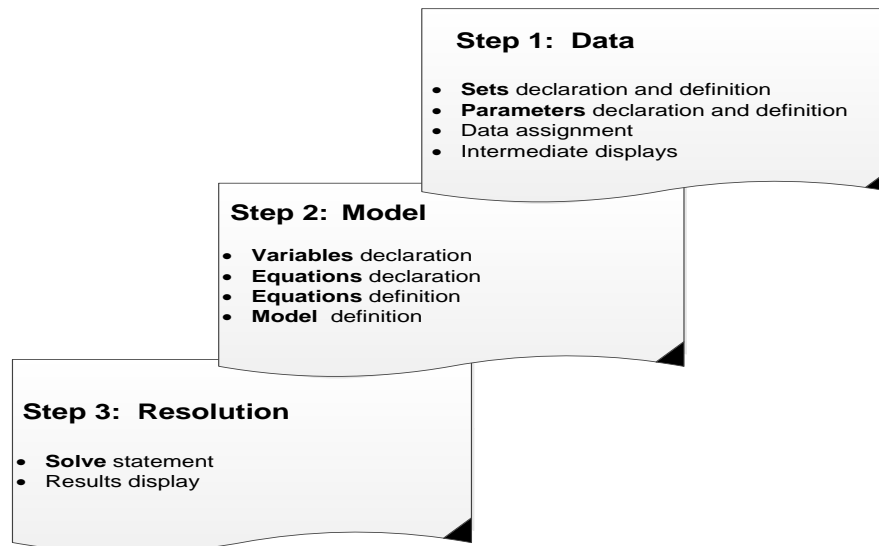 Step 1: Data
• Sets declaration and definition
• Parameters declaration and definition
• Data assignment
• Intermediate displays
Step 2: Model
• Variables declaration
• Equations declaration
• Equations definition
• Model definition
Step 3: Resolution
• Solve statement
• Results display